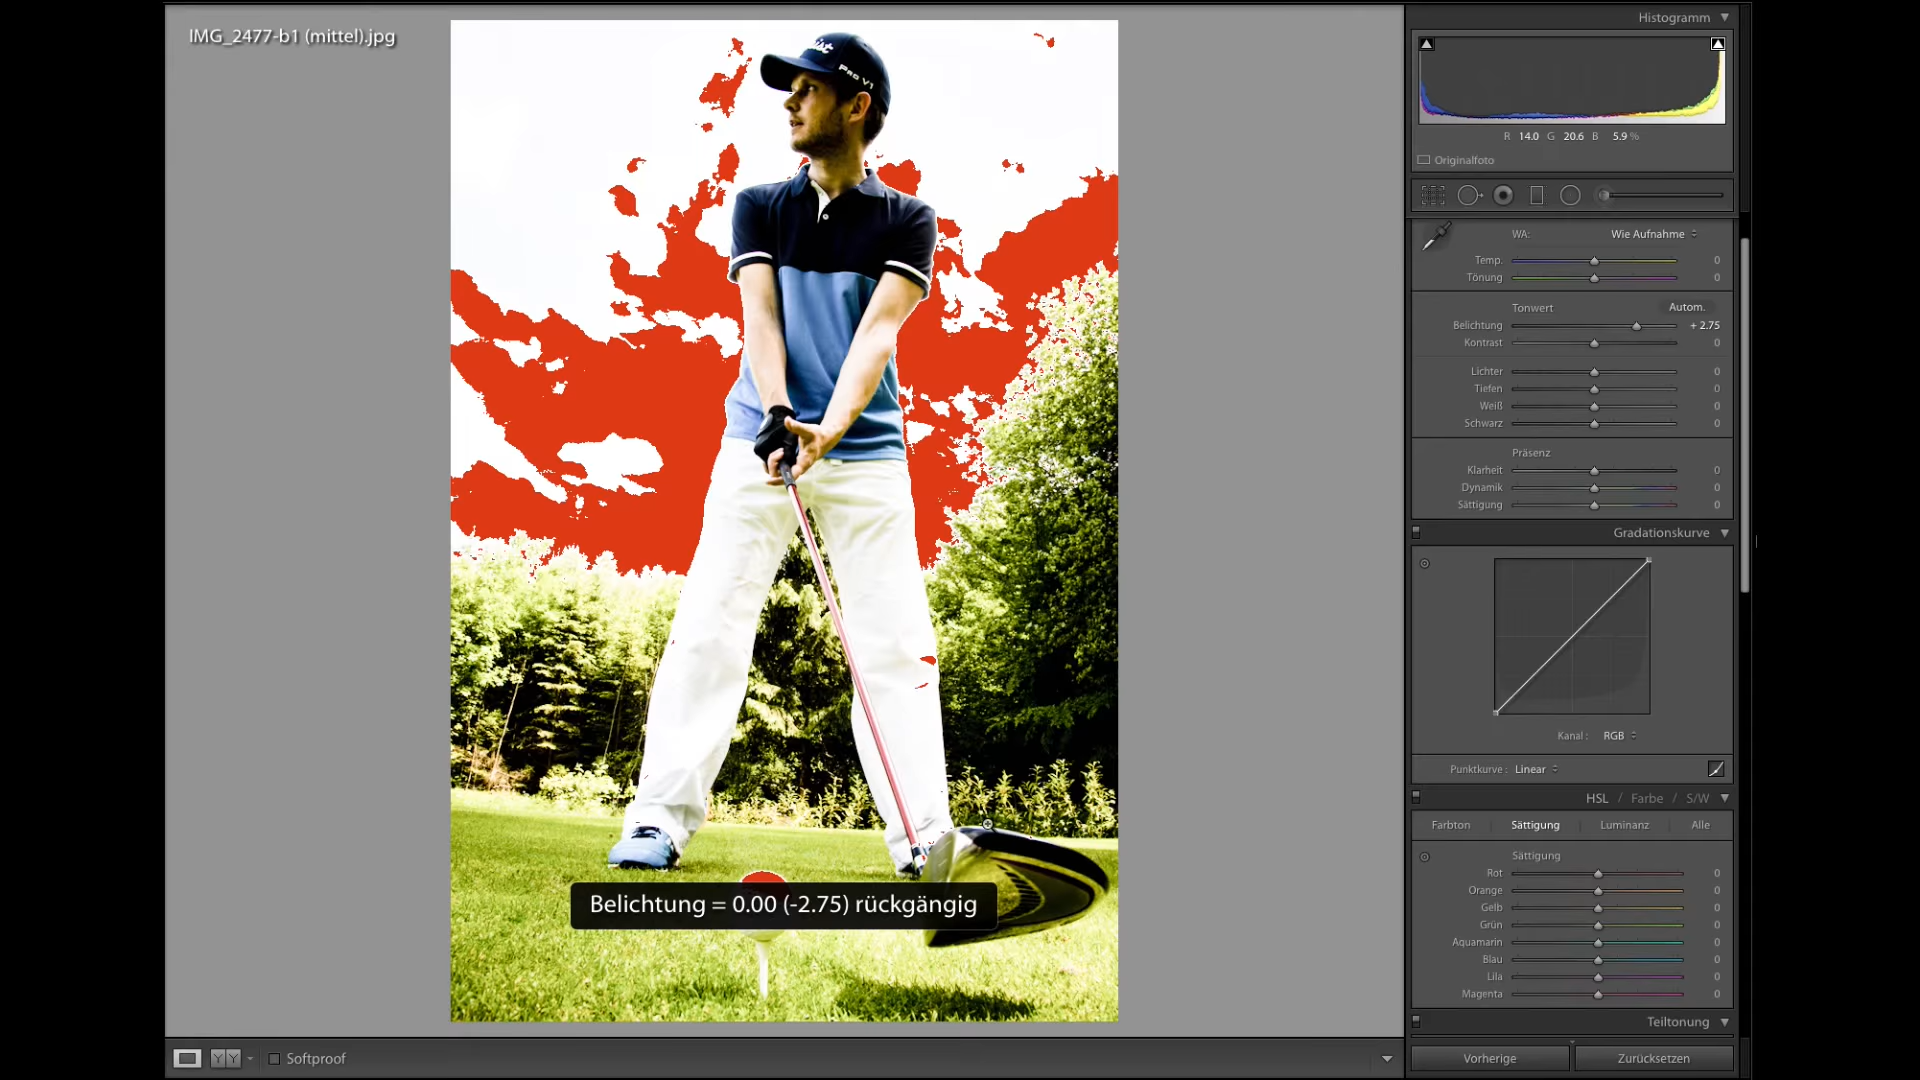 IMG_2477-b1 (mittel).jpg
Pro V1
Belichtung = 0.00 (-2.75) rückgängig
Softproof
Histogramm
R 14.0 G 20.6 B 5.9 %
Originalfoto
WA: Wie Aufnahme
Temp. 0
Tönung 0
Tonwert Autom.
Belichtung + 2.75
Kontrast 0
Lichter 0
Tiefen 0
Weiß 0
Schwarz 0
Präsenz
Klarheit 0
Dynamik 0
Sättigung 0
Gradationskurve
Kanal : RGB
Punktkurve : Linear
HSL / Farbe / S/W
Farbton Sättigung Luminanz Alle
Sättigung
Rot 0
Orange 0
Gelb 0
Grün 0
Aquamarin 0
Blau 0
Lila 0
Magenta 0
Teiltonung
Vorherige Zurücksetzen